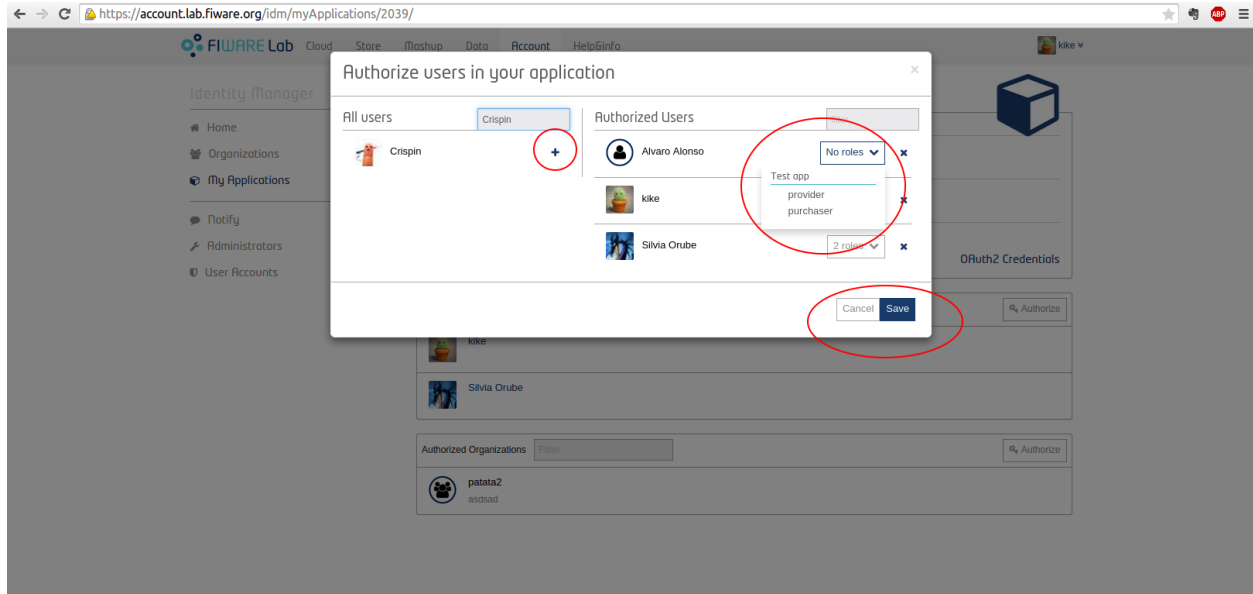 https://account.lab.fiware.org/idm/myApplications/2039/
ABP
FIWARE Lab Cloud Store Mashup Data Account Help&info kike
Identity Manager
Home
Organizations
My Applications
Notify
Administrators
User Accounts
Authorize users in your application
×
All users Crispin
Crispin +
Authorized Users
Alvaro Alonso No roles ×
Test app
provider
purchaser
kike ×
Silvia Orube 2 roles ×
Cancel Save
OAuth2 Credentials
Authorize
kike
Silvia Orube
Authorized Organizations Filter Authorize
patata2
asdsad